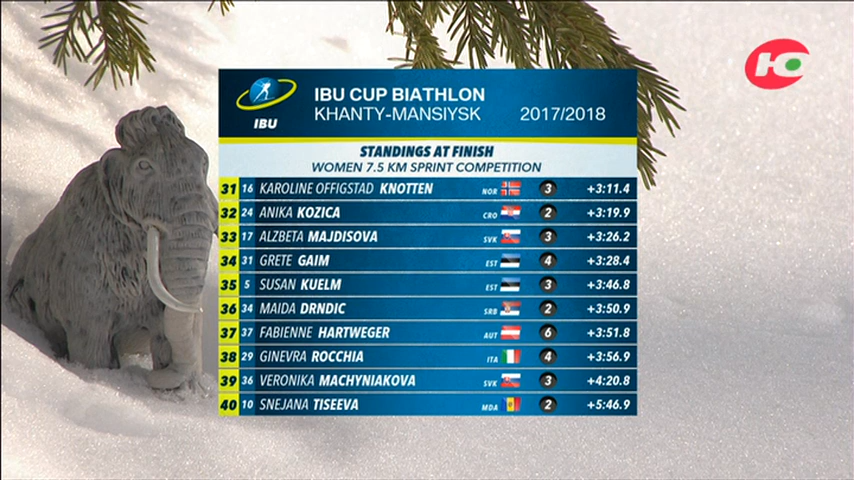 Ю
IBU
IBU CUP BIATHLON
KHANTY-MANSIYSK 2017/2018
STANDINGS AT FINISH
WOMEN 7.5 KM SPRINT COMPETITION
31 16 KAROLINE OFFIGSTAD KNOTTEN NOR 3 +3:11.4
32 24 ANIKA KOZICA CRO 2 +3:19.9
33 17 ALZBETA MAJDISOVA SVK 3 +3:26.2
34 31 GRETE GAIM EST 4 +3:28.4
35 5 SUSAN KUELM EST 3 +3:46.8
36 34 MAIDA DRNDIC SRB 2 +3:50.9
37 37 FABIENNE HARTWEGER AUT 6 +3:51.8
38 29 GINEVRA ROCCHIA ITA 4 +3:56.9
39 36 VERONIKA MACHYNIAKOVA SVK 3 +4:20.8
40 10 SNEJANA TISEEVA MDA 2 +5:46.9